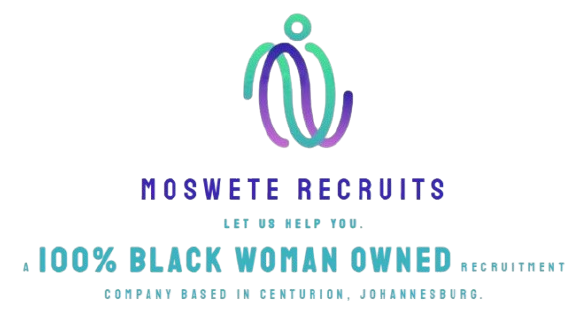 MOSWETE RECRUITS
LET US HELP YOU.
A 100% BLACK WOMAN OWNED RECRUITMENT
COMPANY BASED IN CENTURION, JOHANNESBURG.